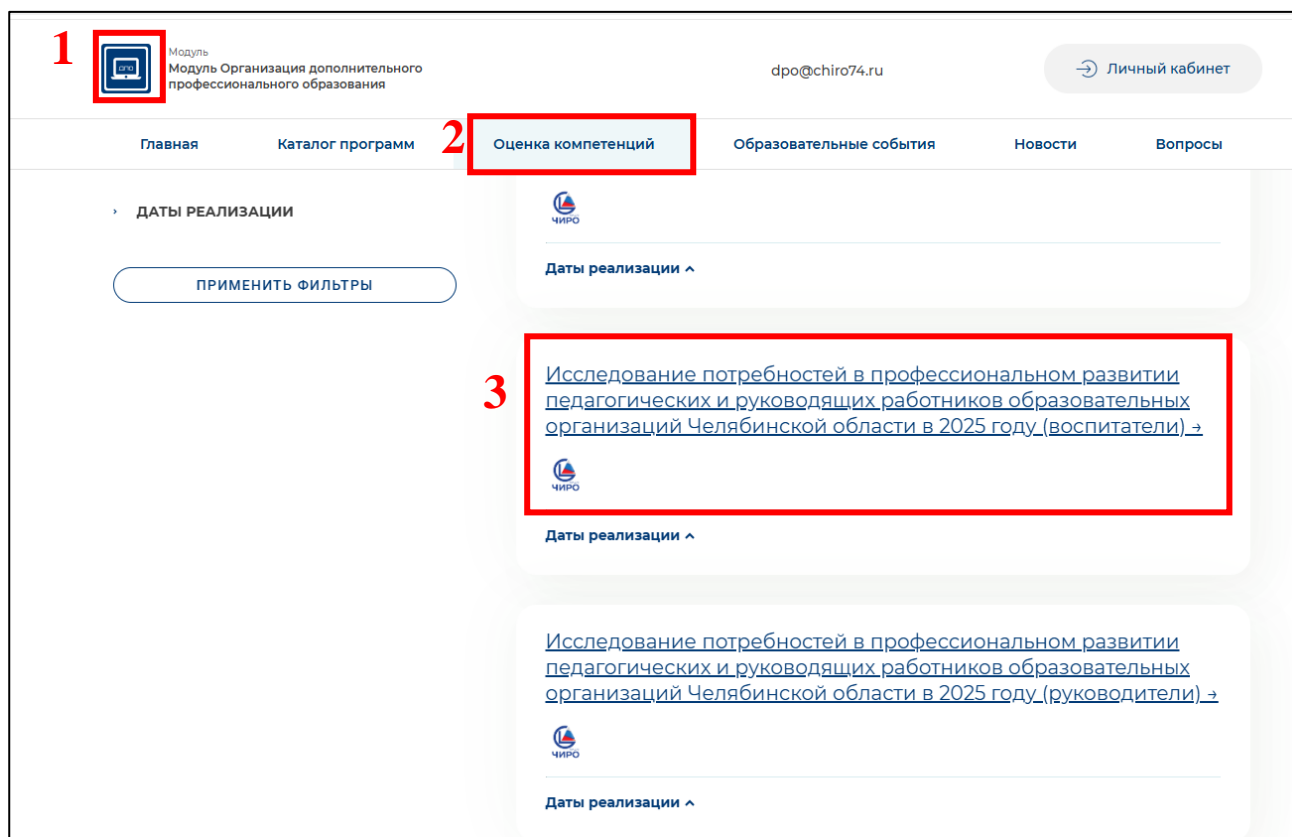 1
дпо
Модуль
Модуль Организация дополнительного
профессионального образования
dpo@chiro74.ru
Личный кабинет
Главная
Каталог программ
2
Оценка компетенций
Образовательные события
Новости
Вопросы
› ДАТЫ РЕАЛИЗАЦИИ
ПРИМЕНИТЬ ФИЛЬТРЫ
ЧИРО
Даты реализации
3
Исследование потребностей в профессиональном развитии
педагогических и руководящих работников образовательных
организаций Челябинской области в 2025 году (воспитатели) →
ЧИРО
Даты реализации
Исследование потребностей в профессиональном развитии
педагогических и руководящих работников образовательных
организаций Челябинской области в 2025 году (руководители) →
ЧИРО
Даты реализации